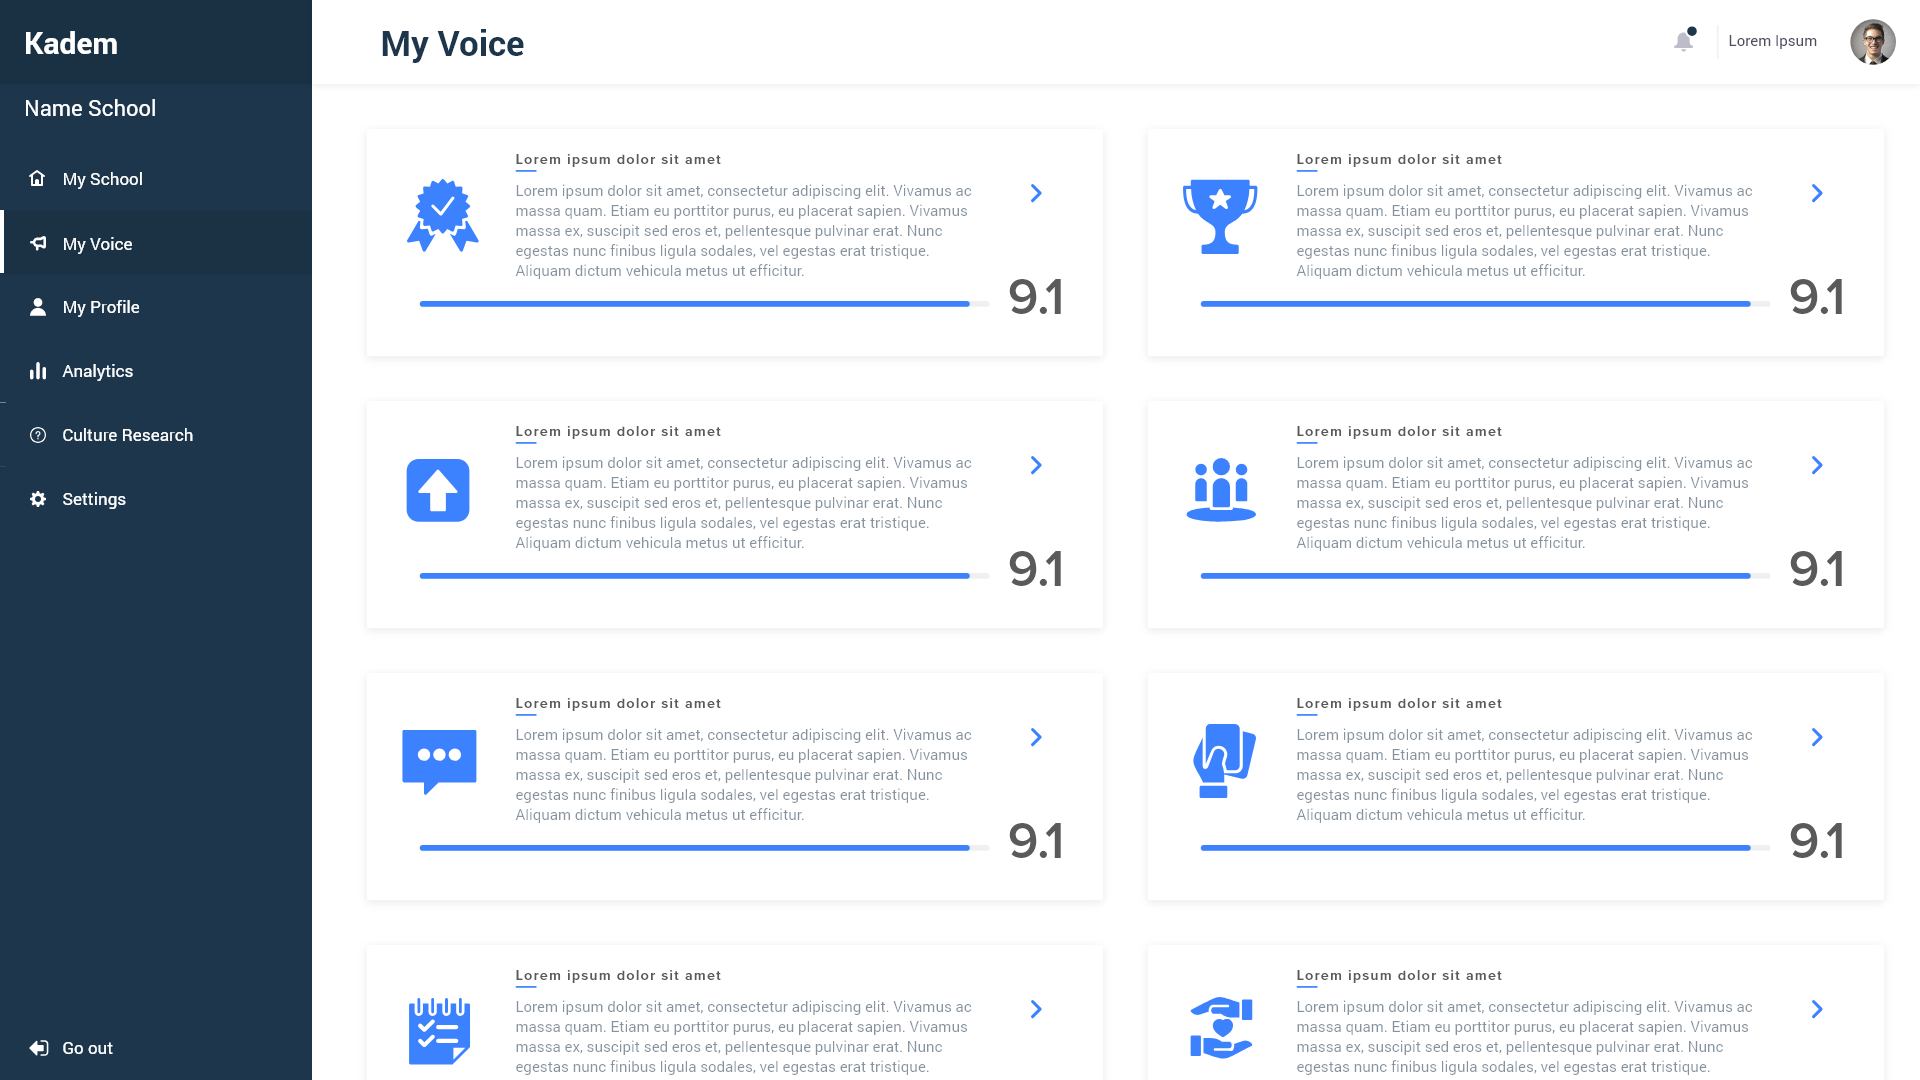 Kadem
Name School
My School
My Voice
My Profile
Analytics
Culture Research
Settings
Go out
My Voice
Lorem Ipsum
Lorem ipsum dolor sit amet
Lorem ipsum dolor sit amet, consectetur adipiscing elit. Vivamus ac
massa quam. Etiam eu porttitor purus, eu placerat sapien. Vivamus
massa ex, suscipit sed eros et, pellentesque pulvinar erat. Nunc
egestas nunc finibus ligula sodales, vel egestas erat tristique.
Aliquam dictum vehicula metus ut efficitur.
9.1
Lorem ipsum dolor sit amet
Lorem ipsum dolor sit amet, consectetur adipiscing elit. Vivamus ac
massa quam. Etiam eu porttitor purus, eu placerat sapien. Vivamus
massa ex, suscipit sed eros et, pellentesque pulvinar erat. Nunc
egestas nunc finibus ligula sodales, vel egestas erat tristique.
Aliquam dictum vehicula metus ut efficitur.
9.1
Lorem ipsum dolor sit amet
Lorem ipsum dolor sit amet, consectetur adipiscing elit. Vivamus ac
massa quam. Etiam eu porttitor purus, eu placerat sapien. Vivamus
massa ex, suscipit sed eros et, pellentesque pulvinar erat. Nunc
egestas nunc finibus ligula sodales, vel egestas erat tristique.
Aliquam dictum vehicula metus ut efficitur.
9.1
Lorem ipsum dolor sit amet
Lorem ipsum dolor sit amet, consectetur adipiscing elit. Vivamus ac
massa quam. Etiam eu porttitor purus, eu placerat sapien. Vivamus
massa ex, suscipit sed eros et, pellentesque pulvinar erat. Nunc
egestas nunc finibus ligula sodales, vel egestas erat tristique.
Aliquam dictum vehicula metus ut efficitur.
9.1
Lorem ipsum dolor sit amet
Lorem ipsum dolor sit amet, consectetur adipiscing elit. Vivamus ac
massa quam. Etiam eu porttitor purus, eu placerat sapien. Vivamus
massa ex, suscipit sed eros et, pellentesque pulvinar erat. Nunc
egestas nunc finibus ligula sodales, vel egestas erat tristique.
Aliquam dictum vehicula metus ut efficitur.
9.1
Lorem ipsum dolor sit amet
Lorem ipsum dolor sit amet, consectetur adipiscing elit. Vivamus ac
massa quam. Etiam eu porttitor purus, eu placerat sapien. Vivamus
massa ex, suscipit sed eros et, pellentesque pulvinar erat. Nunc
egestas nunc finibus ligula sodales, vel egestas erat tristique.
Aliquam dictum vehicula metus ut efficitur.
9.1
Lorem ipsum dolor sit amet
Lorem ipsum dolor sit amet, consectetur adipiscing elit. Vivamus ac
massa quam. Etiam eu porttitor purus, eu placerat sapien. Vivamus
massa ex, suscipit sed eros et, pellentesque pulvinar erat. Nunc
egestas nunc finibus ligula sodales, vel egestas erat tristique.
Lorem ipsum dolor sit amet
Lorem ipsum dolor sit amet, consectetur adipiscing elit. Vivamus ac
massa quam. Etiam eu porttitor purus, eu placerat sapien. Vivamus
massa ex, suscipit sed eros et, pellentesque pulvinar erat. Nunc
egestas nunc finibus ligula sodales, vel egestas erat tristique.